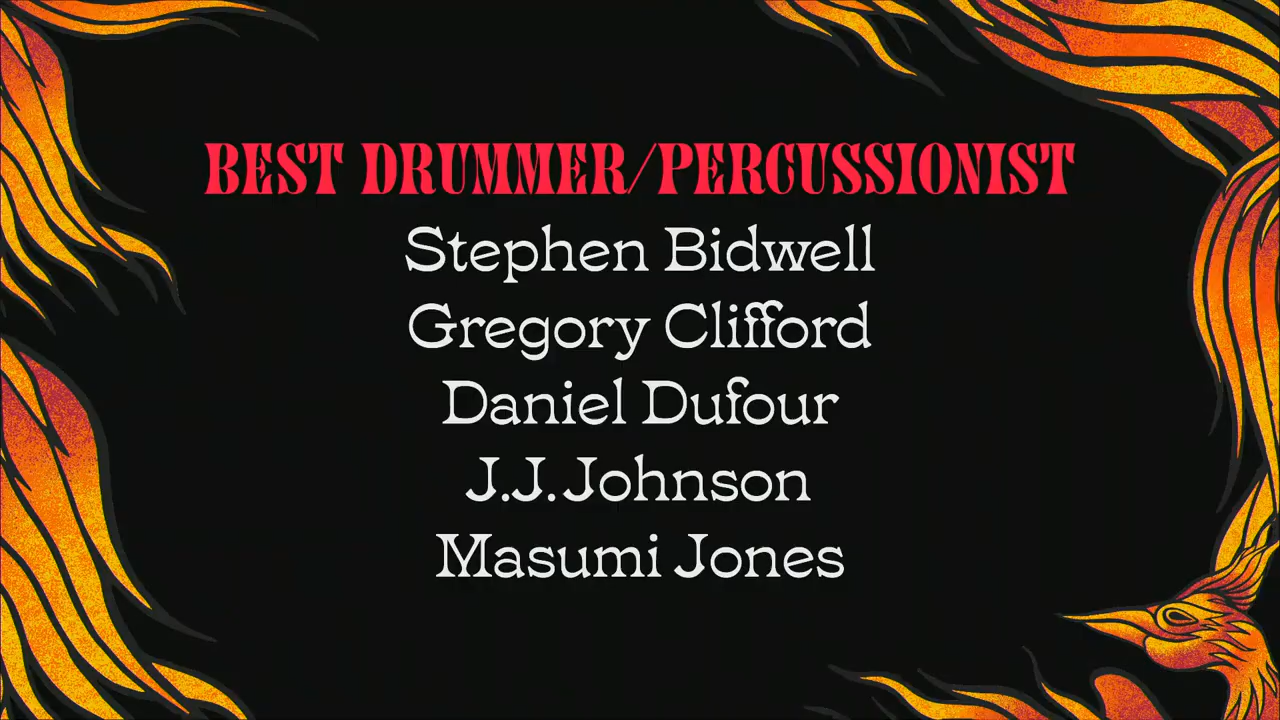 BEST DRUMMER/PERCUSSIONIST
Stephen Bidwell
Gregory Clifford
Daniel Dufour
J.J. Johnson
Masumi Jones